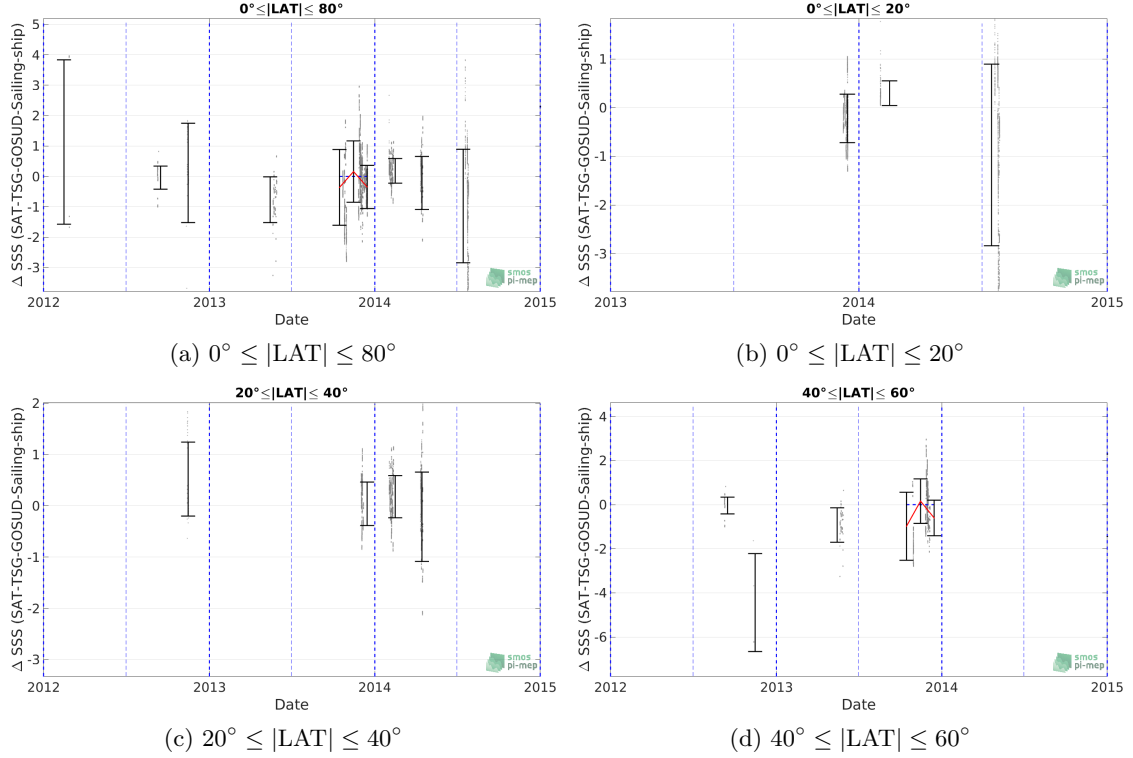 0°≤|LAT|≤ 80°
Δ SSS (SAT-TSG-GOSUD-Sailing-ship)
5
4
3
2
1
0
-1
-2
-3
2012
2013
2014
2015
Date
smos
pi-mep
(a) 0° ≤ |LAT| ≤ 80°
0°≤|LAT|≤ 20°
Δ SSS (SAT-TSG-GOSUD-Sailing-ship)
1
0
-1
-2
-3
2013
2014
2015
Date
smos
pi-mep
(b) 0° ≤ |LAT| ≤ 20°
20°≤|LAT|≤ 40°
Δ SSS (SAT-TSG-GOSUD-Sailing-ship)
2
1
0
-1
-2
-3
2012
2013
2014
2015
Date
smos
pi-mep
(c) 20° ≤ |LAT| ≤ 40°
40°≤|LAT|≤ 60°
Δ SSS (SAT-TSG-GOSUD-Sailing-ship)
4
2
0
-2
-4
-6
2012
2013
2014
2015
Date
smos
pi-mep
(d) 40° ≤ |LAT| ≤ 60°